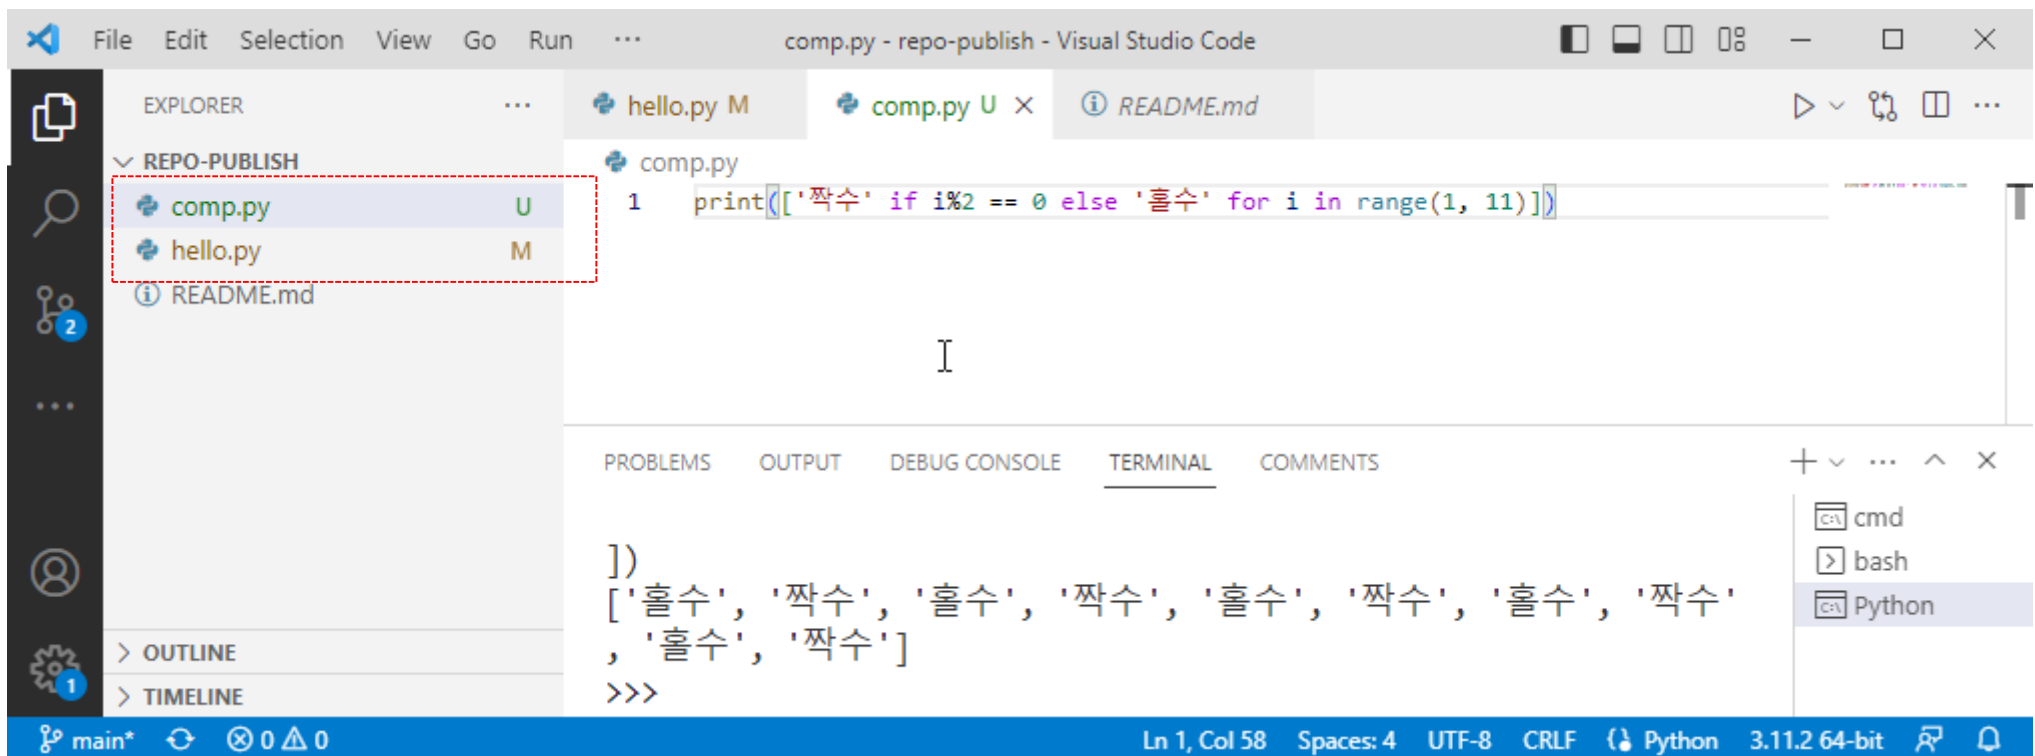 File Edit Selection View Go Run ··· comp.py - repo-publish - Visual Studio Code
EXPLORER ···
hello.py M comp.py U README.md
REPO-PUBLISH
comp.py
comp.py U
1 print(['짝수' if i%2 == 0 else '홀수' for i in range(1, 11)])
hello.py M
README.md
2
PROBLEMS OUTPUT DEBUG CONSOLE TERMINAL COMMENTS
cmd
bash
Python
])
['홀수', '짝수', '홀수', '짝수', '홀수', '짝수', '홀수', '짝수'
, '홀수', '짝수']
>>>
OUTLINE
1
TIMELINE
main* 0 0 Ln 1, Col 58 Spaces: 4 UTF-8 CRLF Python 3.11.2 64-bit